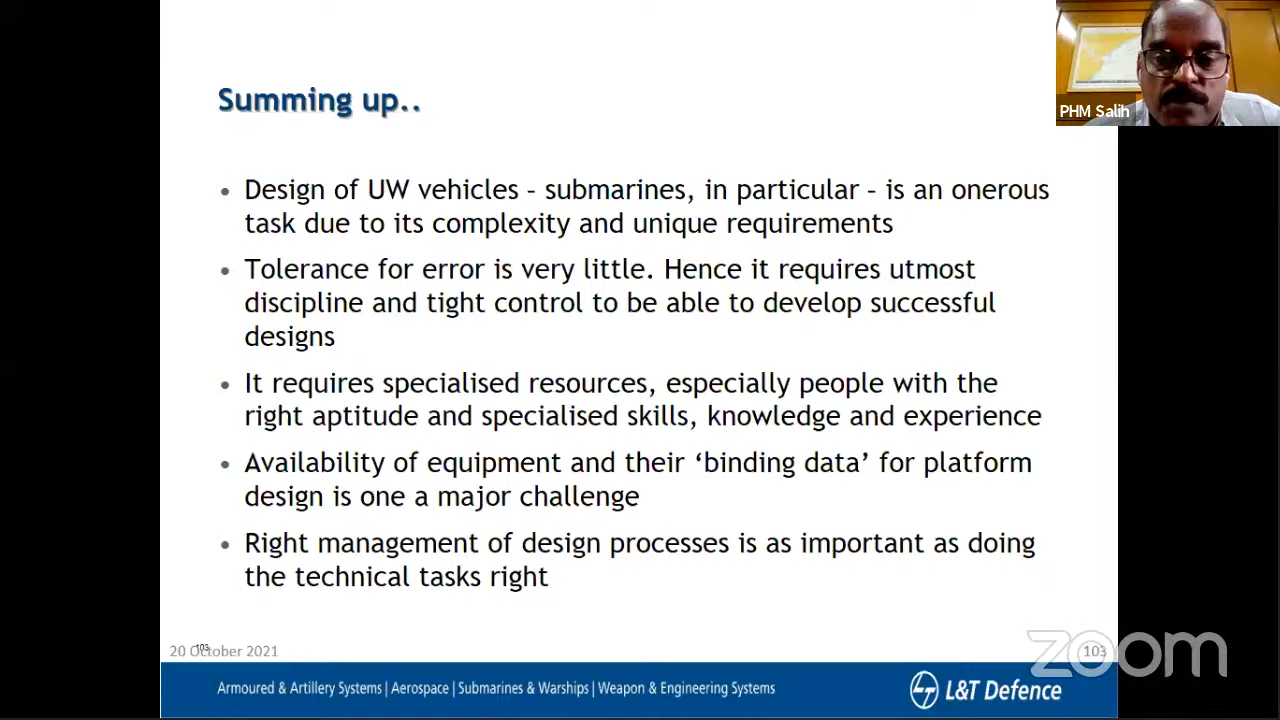 Summing up..
PHM Salih
• Design of UW vehicles – submarines, in particular – is an onerous
task due to its complexity and unique requirements
• Tolerance for error is very little. Hence it requires utmost
discipline and tight control to be able to develop successful
designs
• It requires specialised resources, especially people with the
right aptitude and specialised skills, knowledge and experience
• Availability of equipment and their ‘binding data’ for platform
design is one a major challenge
• Right management of design processes is as important as doing
the technical tasks right
20 October 2021
103
103
zoom
Armoured & Artillery Systems | Aerospace | Submarines & Warships | Weapon & Engineering Systems
L&T Defence